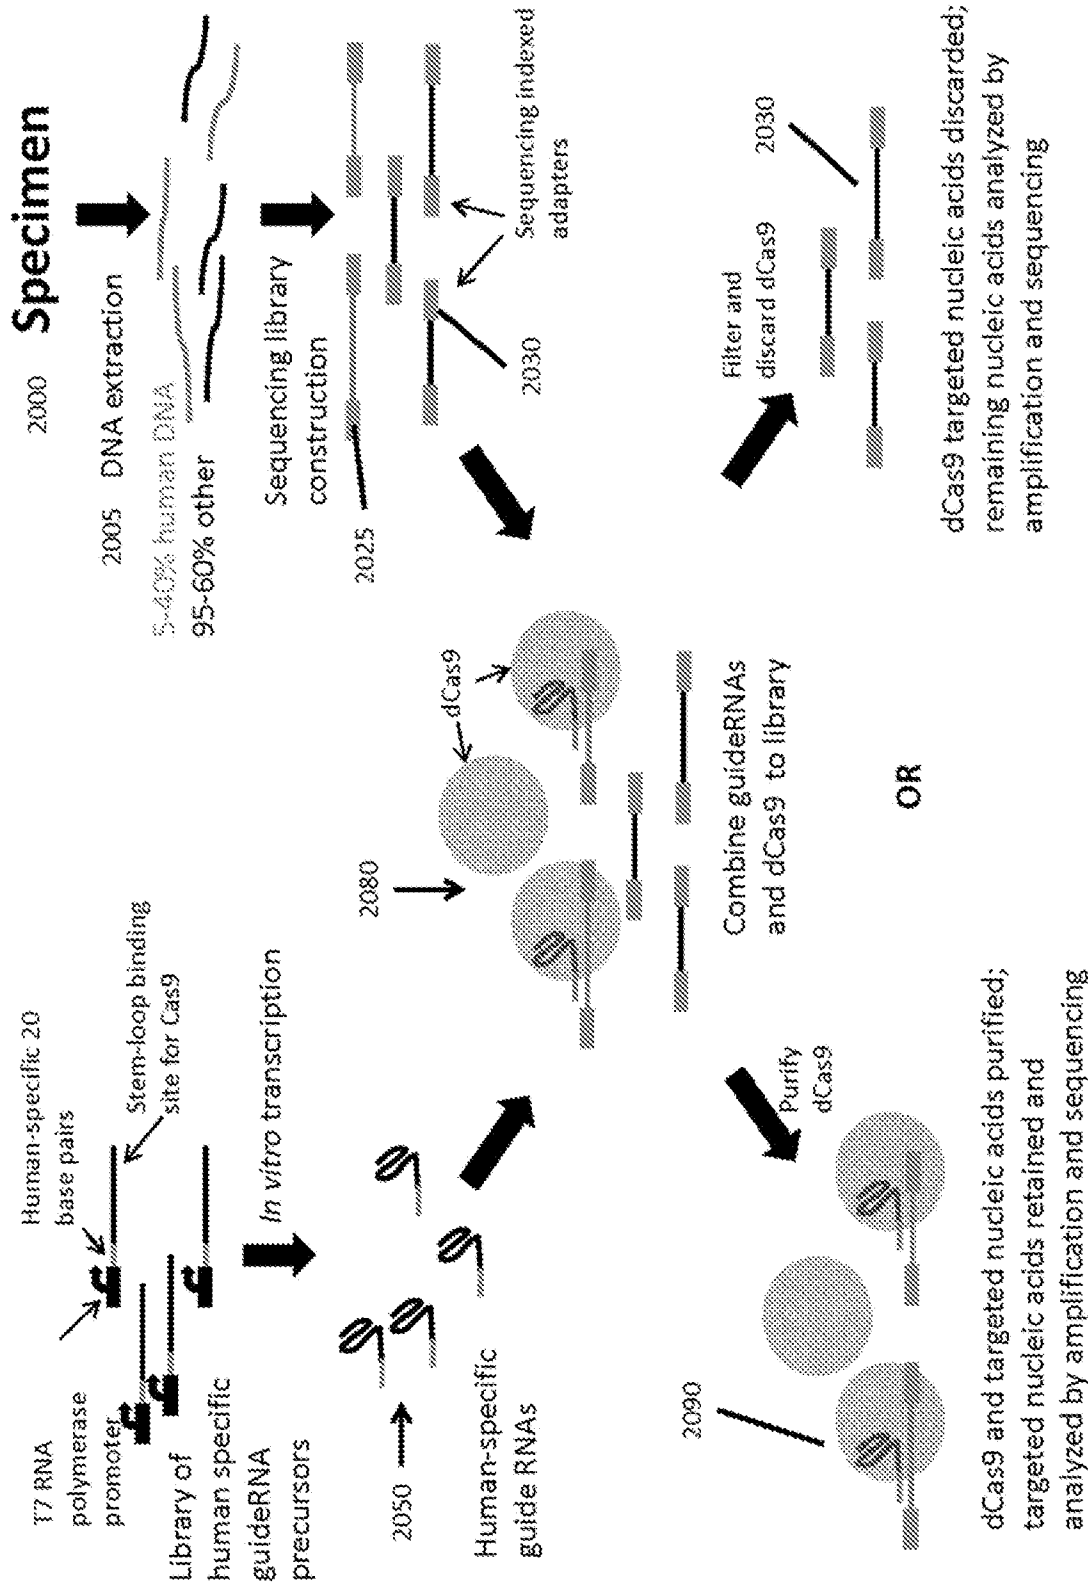 T7 RNA
polymerase
promoter
Human-specific 20
base pairs
Stem-loop binding
site for Cas9
Library of
human specific
guideRNA
precursors
In vitro transcription
2050
Human-specific
guide RNAs
2000 Specimen
2005 DNA extraction
5-40% human DNA
95-60% other
Sequencing library
construction
2025
2030
Sequencing indexed
adapters
2080
dCas9
Combine guideRNAs
and dCas9 to library
Purify
dCas9
2090
dCas9 and targeted nucleic acids purified;
targeted nucleic acids retained and
analyzed by amplification and sequencing
OR
Filter and
discard dCas9
2030
dCas9 targeted nucleic acids discarded;
remaining nucleic acids analyzed by
amplification and sequencing